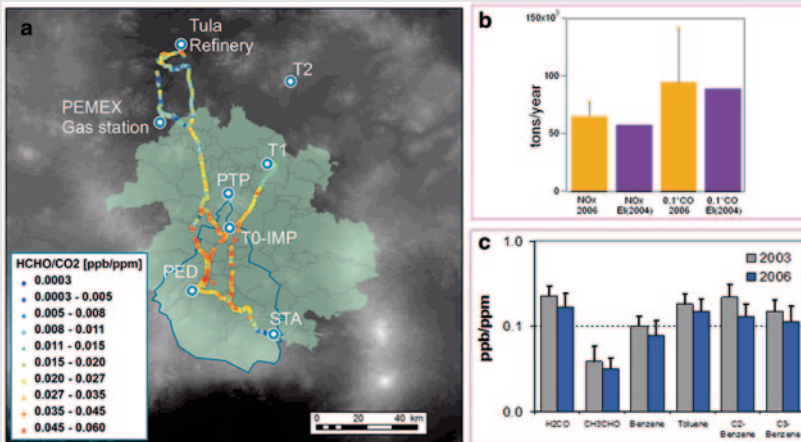 a
Tula
Refinery
T2
PEMEX
Gas station
T1
PTP
T0-IMP
PED
STA
HCHO/CO2 [ppb/ppm]
0.0003
0.0003 - 0.005
0.005 - 0.008
0.008 - 0.011
0.011 - 0.015
0.015 - 0.020
0.020 - 0.027
0.027 - 0.035
0.035 - 0.045
0.045 - 0.060
0 10 20 40 km
b
150x10³
100
50
0
tons/year
NOx
2006
NOx
EI(2004)
0.1*CO
2006
0.1*CO
EI(2004)
c
2003
2006
1.0
0.1
0.0
ppb/ppm
H2CO
CH3CHO
Benzene
Toluene
C2-
Benzene
C3-
Benzene